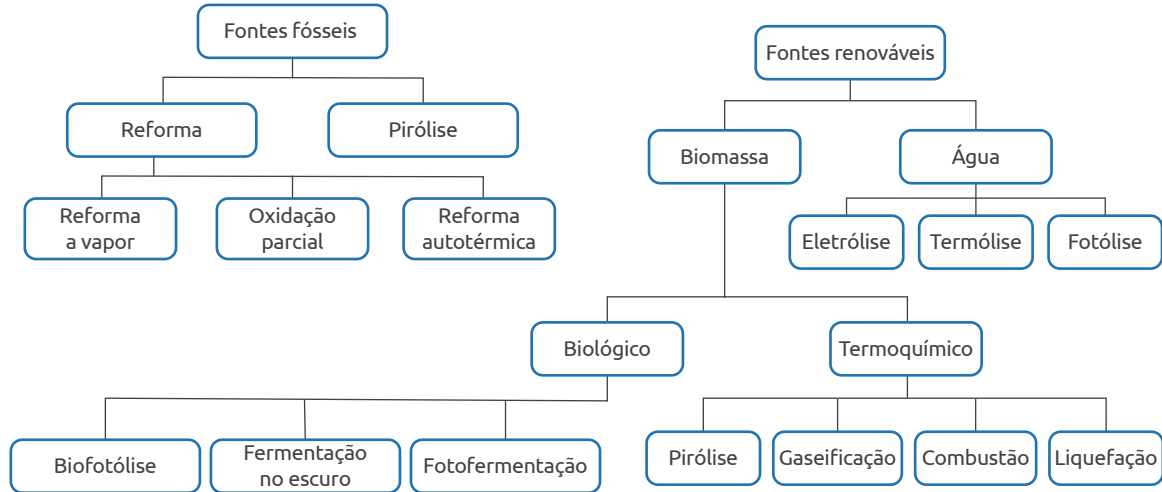 Fontes fósseis
Reforma
Pirólise
Reforma
a vapor
Oxidação
parcial
Reforma
autotérmica
Fontes renováveis
Biomassa
Água
Eletrólise
Termólise
Fotólise
Biológico
Termoquímico
Biofotólise
Fermentação
no escuro
Fotofermentação
Pirólise
Gaseificação
Combustão
Liquefação